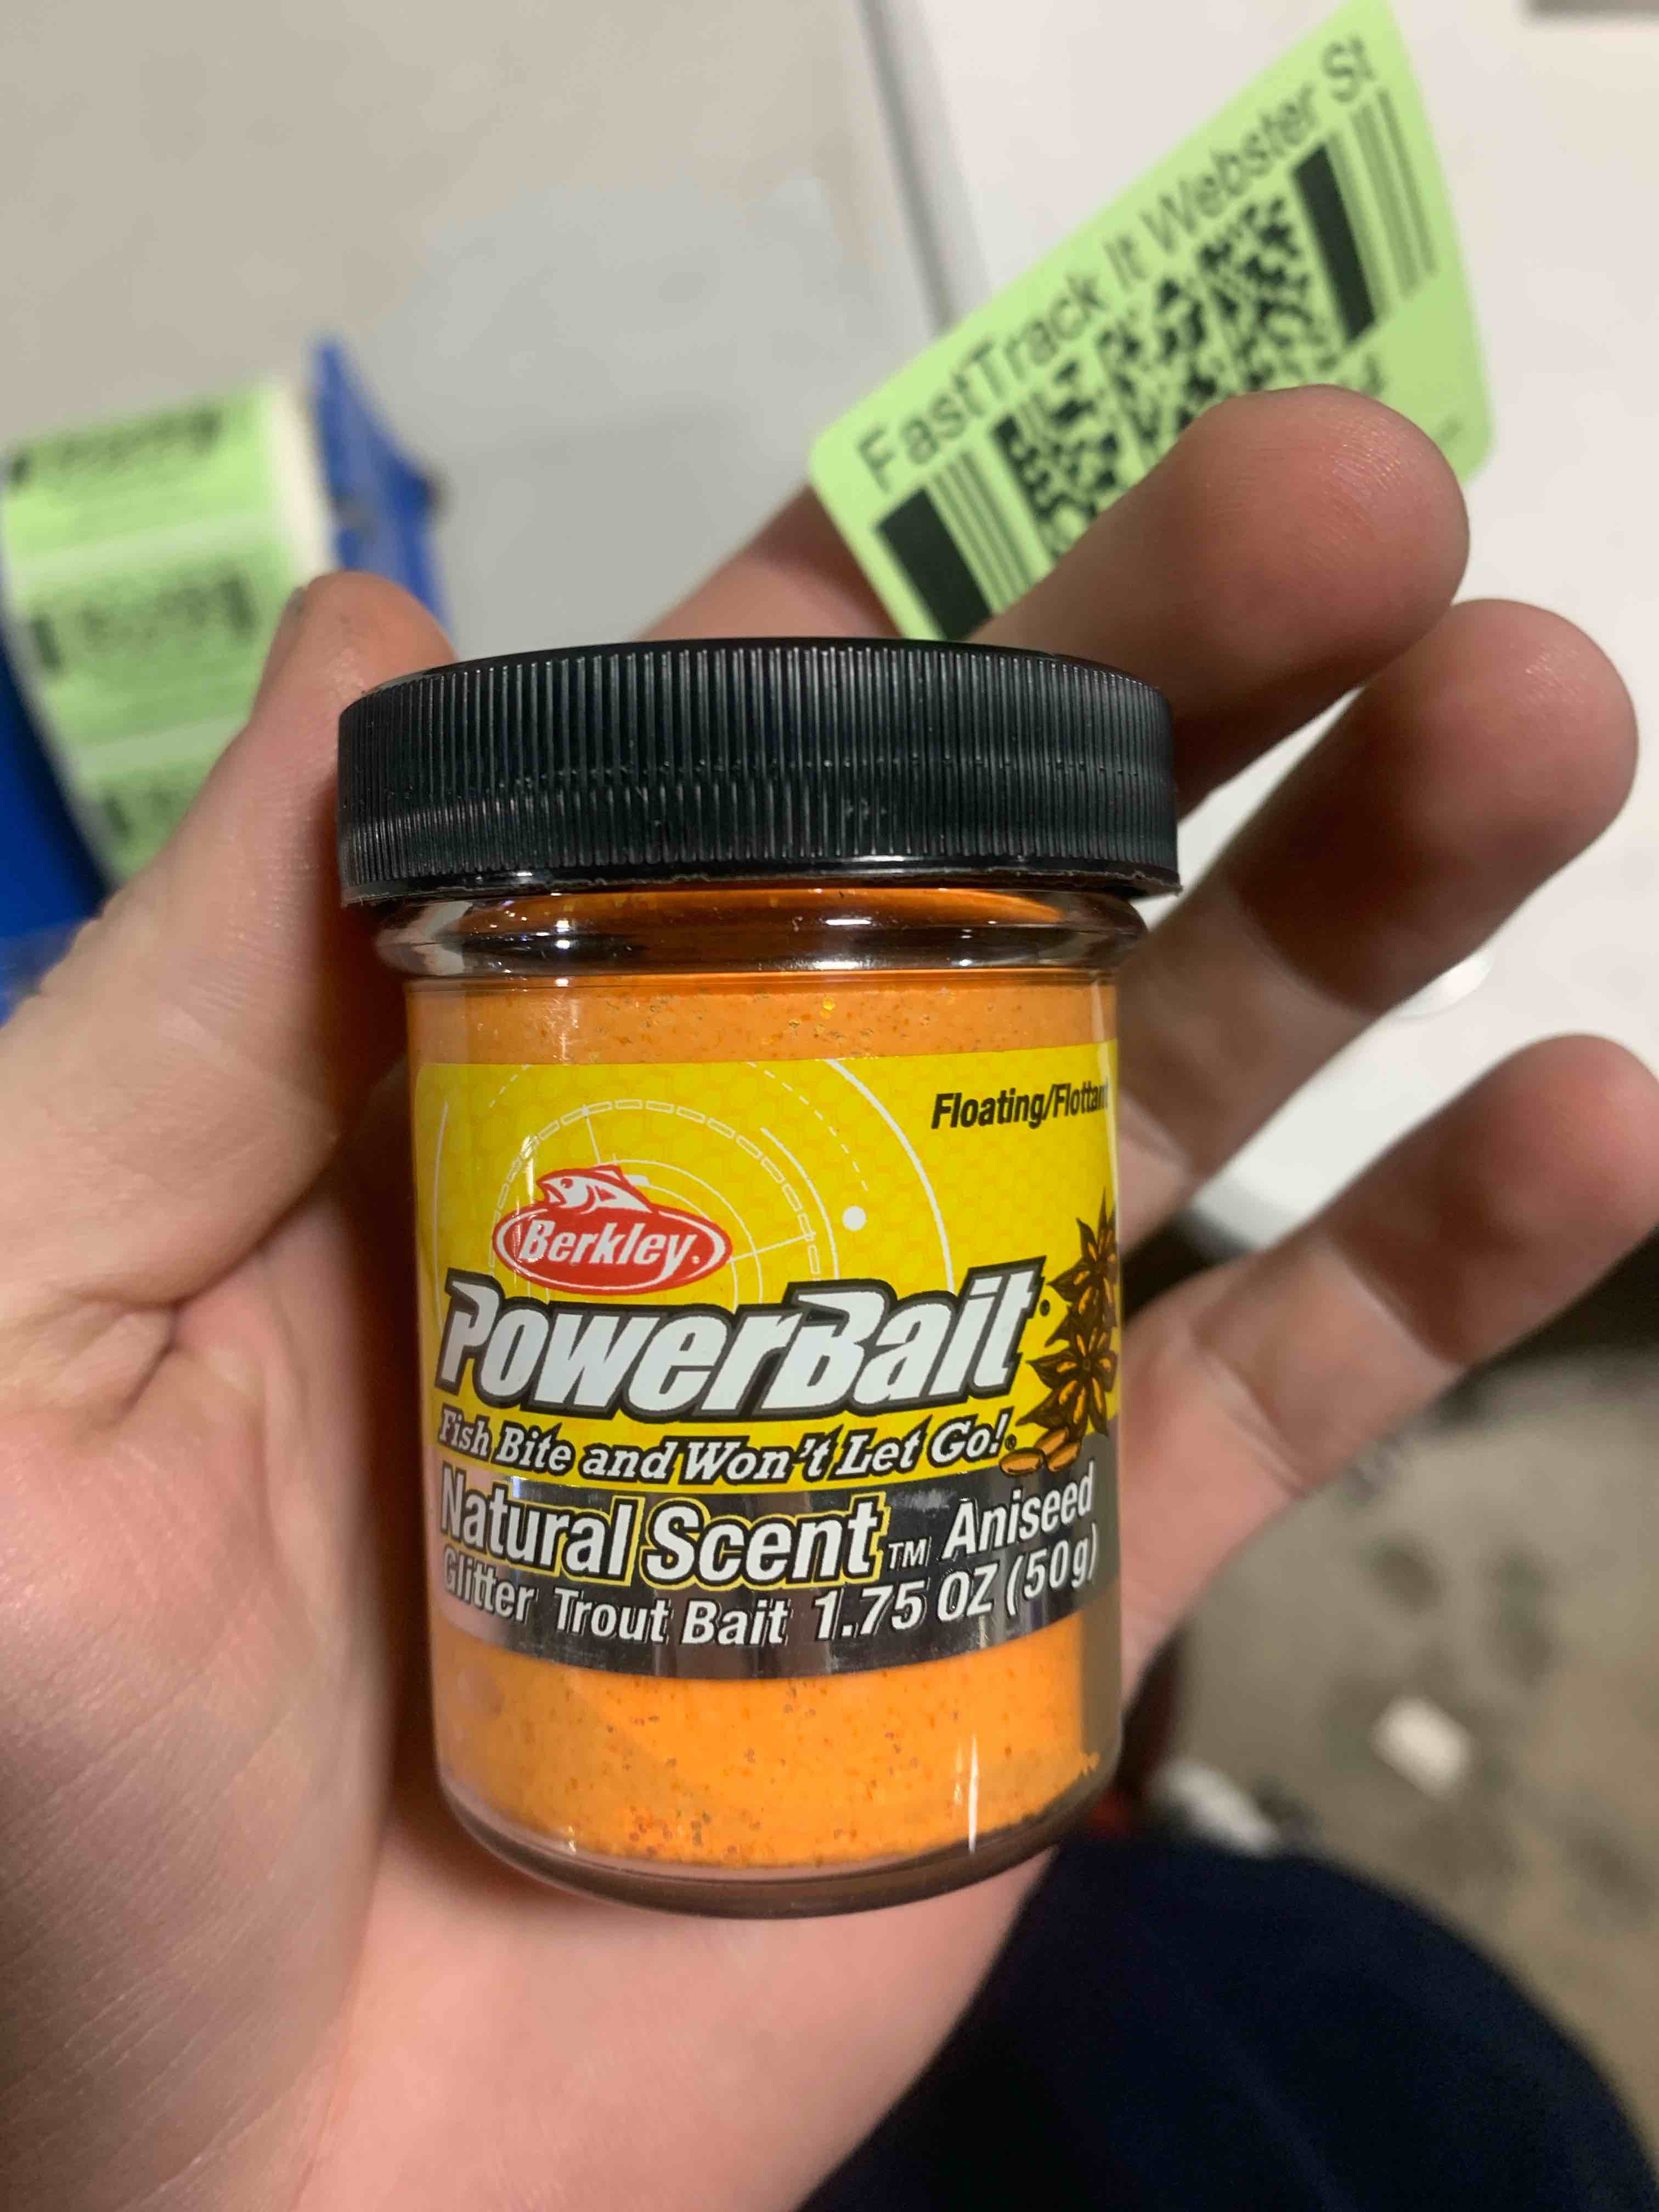 FastTrack It Webster St
Floating/Flottan
Berkley
PowerBait
Fish Bite and Won't Let Go!®
Natural Scent™ Aniseed
Glitter Trout Bait 1.75 OZ (50g)